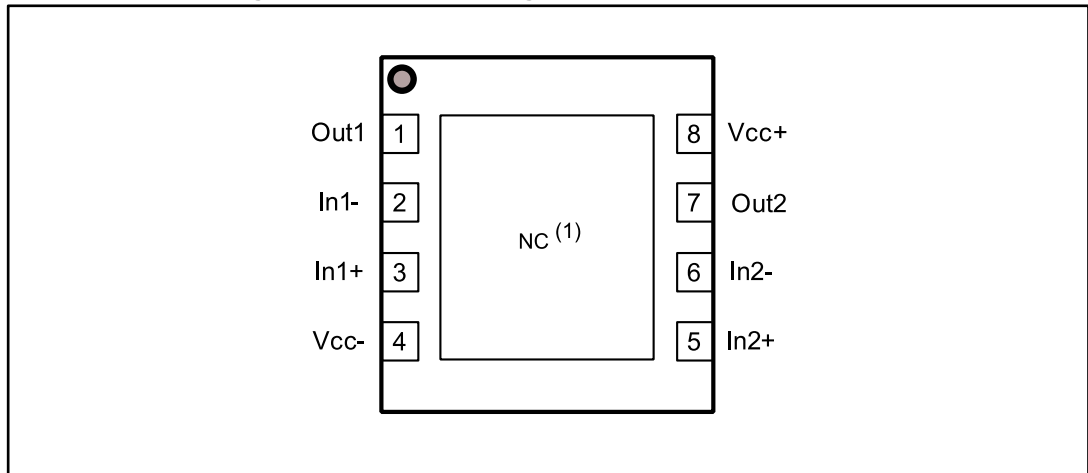 Out1 1
In1- 2
In1+ 3
Vcc- 4
NC (1)
8 Vcc+
7 Out2
6 In2-
5 In2+